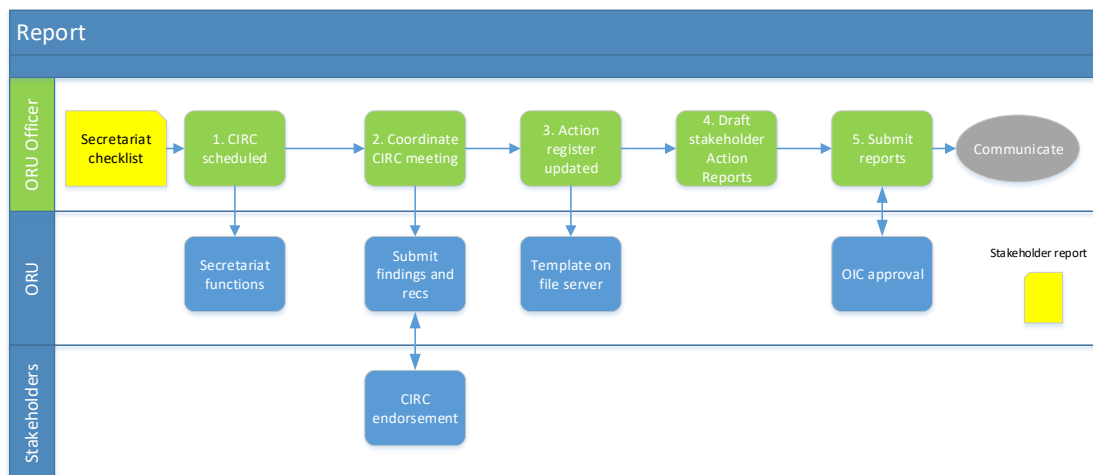 Report
ORU Officer
Secretariat
checklist
1. CIRC
scheduled
2. Coordinate
CIRC meeting
3. Action
register
updated
4. Draft
stakeholder
Action
Reports
5. Submit
reports
Communicate
ORU
Secretariat
functions
Submit
findings and
recs
Template on
file server
OIC approval
Stakeholder report
Stakeholders
CIRC
endorsement